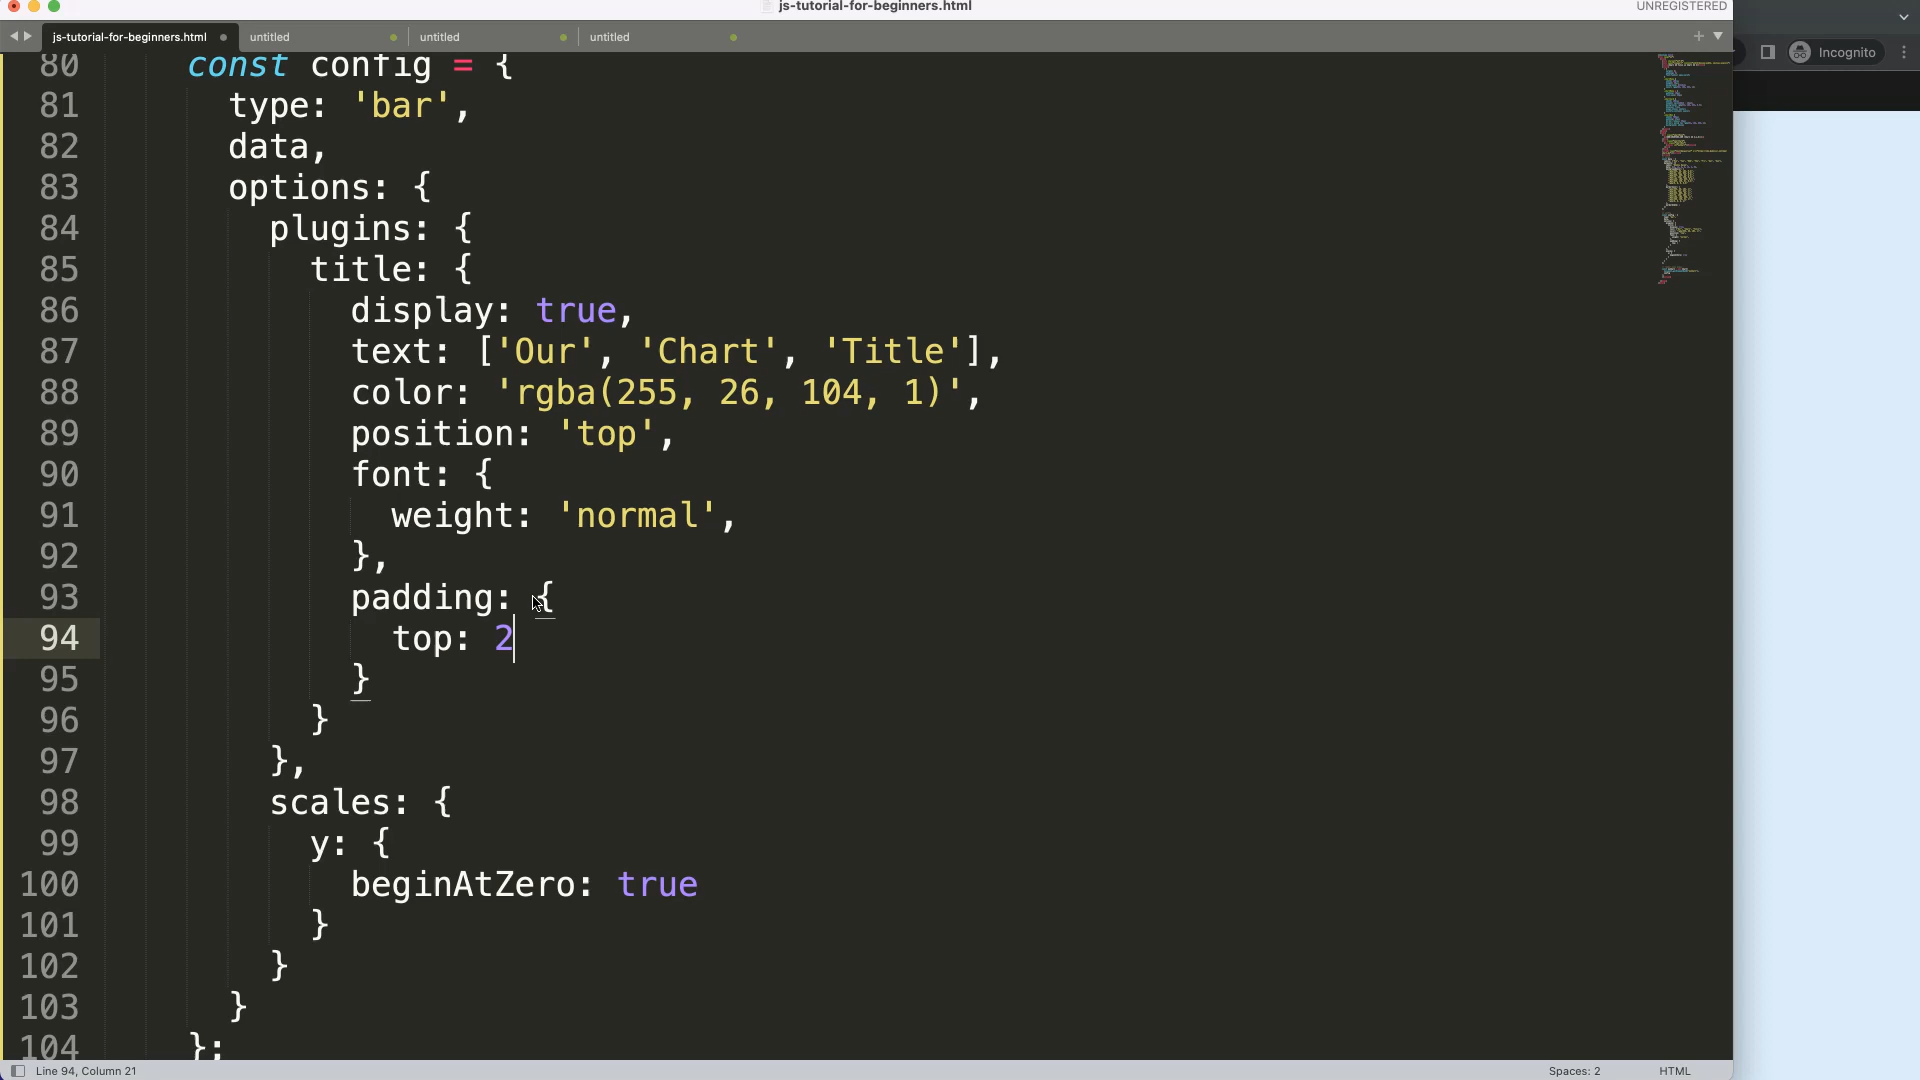 js-tutorial-for-beginners.html
UNREGISTERED
js-tutorial-for-beginners.html untitled untitled untitled
Incognito
80 const config = {
81 type: 'bar',
82 data,
83 options: {
84 plugins: {
85 title: {
86 display: true,
87 text: ['Our', 'Chart', 'Title'],
88 color: 'rgba(255, 26, 104, 1)',
89 position: 'top',
90 font: {
91 weight: 'normal',
92 },
93 padding: {
94 top: 2
95 }
96 }
97 },
98 scales: {
99 y: {
100 beginAtZero: true
101 }
102 }
103 }
104 };
Line 94, Column 21
Spaces: 2
HTML